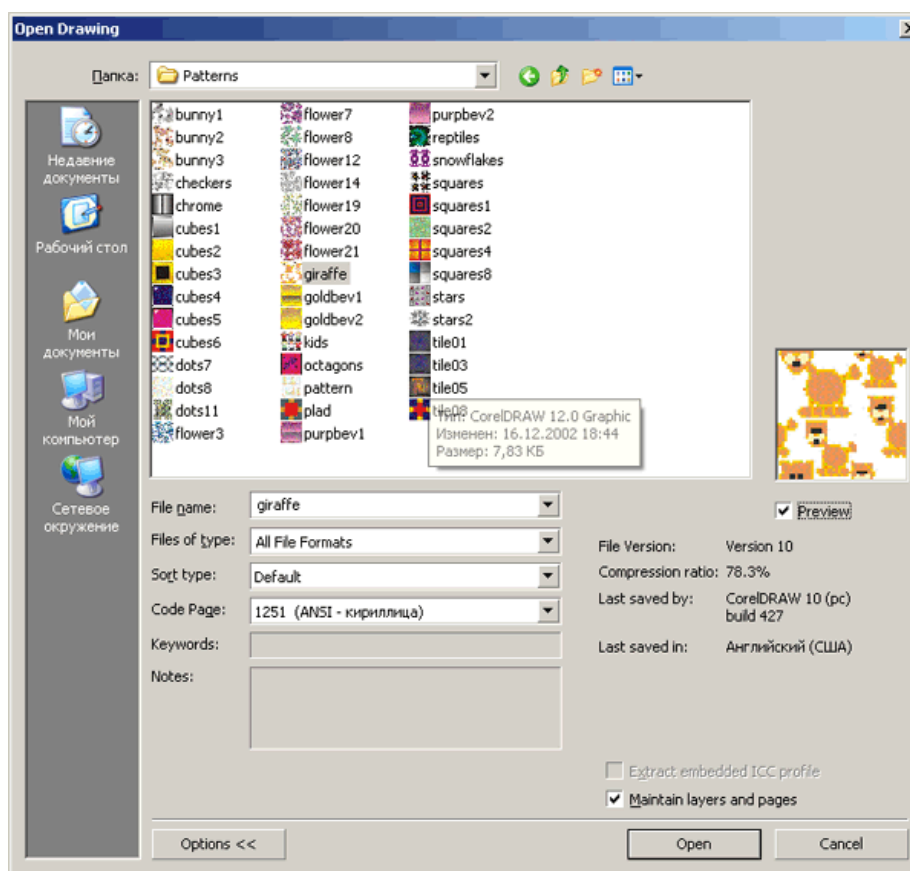 Open Drawing
Папка:
Patterns
Недавние
документы
Рабочий стол
Мои
документы
Мой
компьютер
Сетевое
окружение
bunny1
bunny2
bunny3
checkers
chrome
cubes1
cubes2
cubes3
cubes4
cubes5
cubes6
dots7
dots8
dots11
flower3
flower7
flower8
flower12
flower14
flower19
flower20
flower21
giraffe
goldbev1
goldbev2
kids
octagons
pattern
plad
purpbev1
purpbev2
reptiles
snowflakes
squares
squares1
squares2
squares4
squares8
stars
stars2
tile01
tile03
tile05
tile08
Тип: CorelDRAW 12.0 Graphic
Изменен: 16.12.2002 18:44
Размер: 7,83 КБ
File name:
giraffe
Files of type:
All File Formats
Sort type:
Default
Code Page:
1251 (ANSI - кириллица)
Keywords:
Notes:
Preview
File Version: Version 10
Compression ratio: 78.3%
Last saved by: CorelDRAW 10 (pc)
build 427
Last saved in: Английский (США)
Extract embedded ICC profile
Maintain layers and pages
Options <<
Open
Cancel